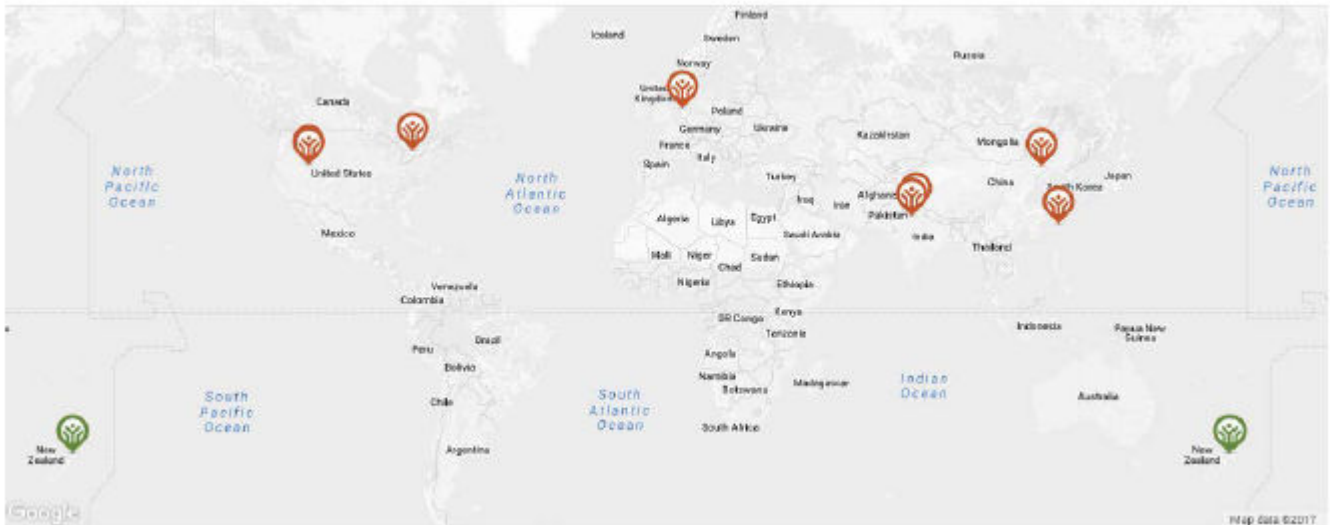 Finland
Iceland
Sweden
Russia
Norway
United
Kingdom
Canada
Poland
Germany
Ukraine
Kazakhstan
France
Mongolia
Italy
Spain
United States
Turkey
China
Japan
North
Pacific
Ocean
North
Atlantic
Ocean
North
Pacific
Ocean
South Korea
Iraq
Iran
Pakistan
Algeria
Libya
Egypt
Mexico
Saudi Arabia
India
Thailand
Mali
Niger
Chad
Sudan
Nigeria
Ethiopia
Venezuela
Colombia
DR Congo
Kenya
Tanzania
Indonesia
Papua New
Guinea
Brazil
Peru
Angola
Bolivia
Namibia
Botswana
Madagascar
Indian
Ocean
South
Pacific
Ocean
Chile
South
Atlantic
Ocean
Australia
South Africa
Argentina
New
Zealand
New
Zealand
Google
Map data ©2017